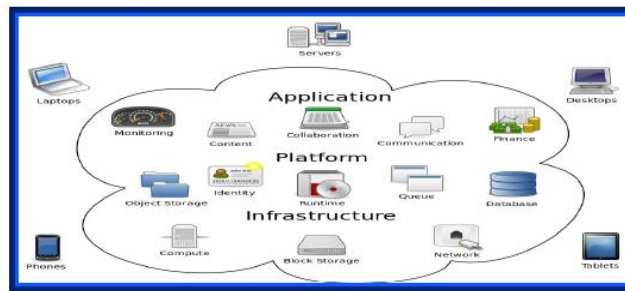 Servers
Laptops
Desktops
Application
Monitoring
NEWS
Content
Collaboration
Communication
Finance
Platform
Object Storage
Identity
Runtime
Queue
Database
Infrastructure
Compute
Block Storage
Network
Phones
Tablets